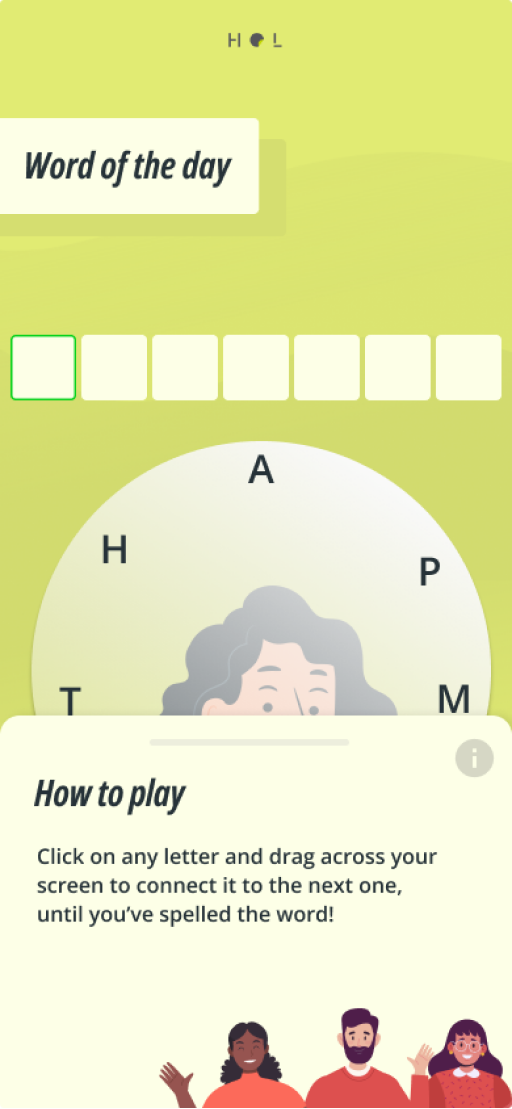 H O L
Word of the day
A
H
P
T
M
How to play
Click on any letter and drag across your
screen to connect it to the next one,
until you’ve spelled the word!